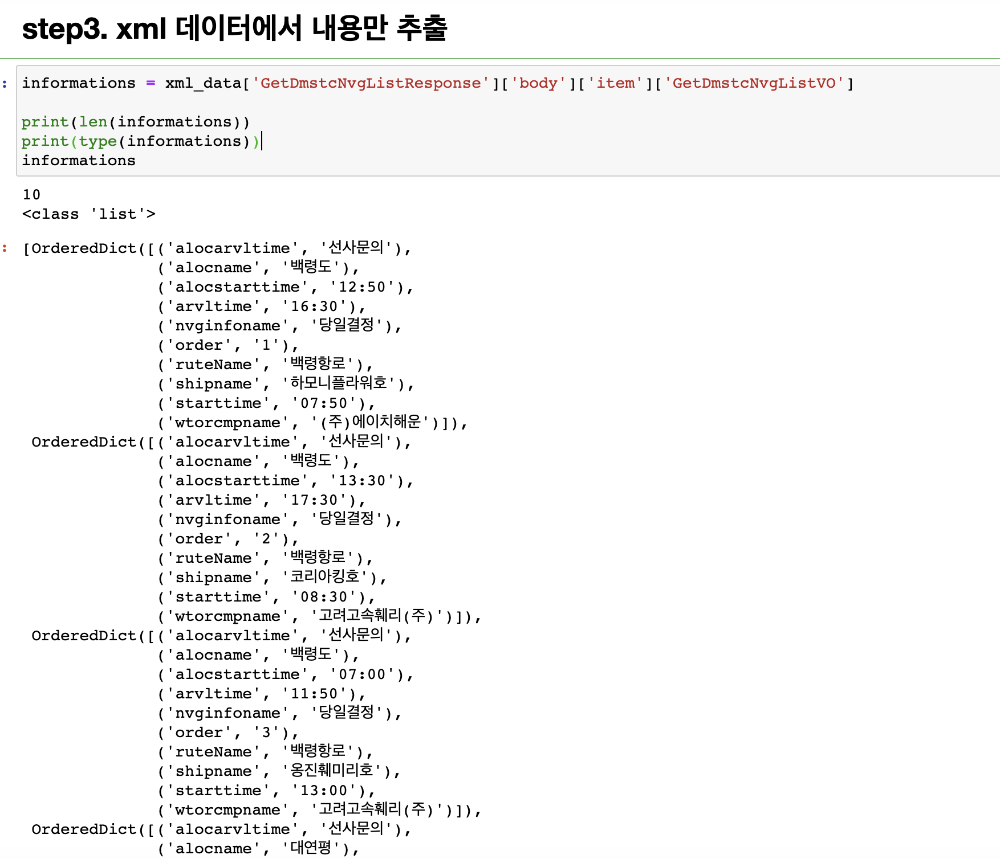 step3. xml 데이터에서 내용만 추출
: informations = xml_data['GetDmstcNvgListResponse']['body']['item']['GetDmstcNvgListVO']
print(len(informations))
print(type(informations))
informations
10
<class 'list'>
: [OrderedDict([('alocarvltime', '선사문의'),
('alocname', '백령도'),
('alocstarttime', '12:50'),
('arvltime', '16:30'),
('nvginfoname', '당일결정'),
('order', '1'),
('ruteName', '백령항로'),
('shipname', '하모니플라워호'),
('starttime', '07:50'),
('wtorcmpname', '(주)에이치해운')]),
OrderedDict([('alocarvltime', '선사문의'),
('alocname', '백령도'),
('alocstarttime', '13:30'),
('arvltime', '17:30'),
('nvginfoname', '당일결정'),
('order', '2'),
('ruteName', '백령항로'),
('shipname', '코리아킹호'),
('starttime', '08:30'),
('wtorcmpname', '고려고속훼리(주)')]),
OrderedDict([('alocarvltime', '선사문의'),
('alocname', '백령도'),
('alocstarttime', '07:00'),
('arvltime', '11:50'),
('nvginfoname', '당일결정'),
('order', '3'),
('ruteName', '백령항로'),
('shipname', '옹진훼미리호'),
('starttime', '13:00'),
('wtorcmpname', '고려고속훼리(주)')]),
OrderedDict([('alocarvltime', '선사문의'),
('alocname', '대연평'),